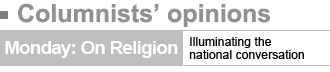 Columnists' opinions
Monday: On Religion
Illuminating the
national conversation